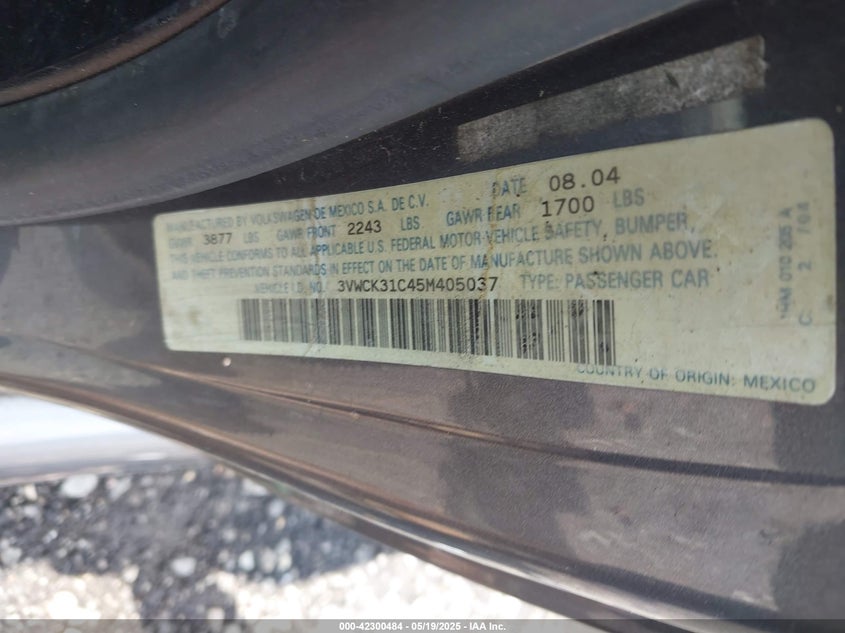 MANUFACTURED BY VOLKSWAGEN DE MEXICO S.A. DE C.V. DATE 08.04
GVWR 3877 LBS GAWR FRONT 2243 LBS GAWR REAR 1700 LBS
THIS VEHICLE CONFORMS TO ALL APPLICABLE U.S. FEDERAL MOTOR-VEHICLE SAFETY, BUMPER,
AND THEFT PREVENTION STANDARDS IN EFFECT ON THE DATE OF MANUFACTURE SHOWN ABOVE.
VEHICLE I.D. NO. 3VWCK31C45M405037 TYPE: PASSENGER CAR
COUNTRY OF ORIGIN: MEXICO
010 205 A
000-42300484 - 05/19/2025 - IAA Inc.